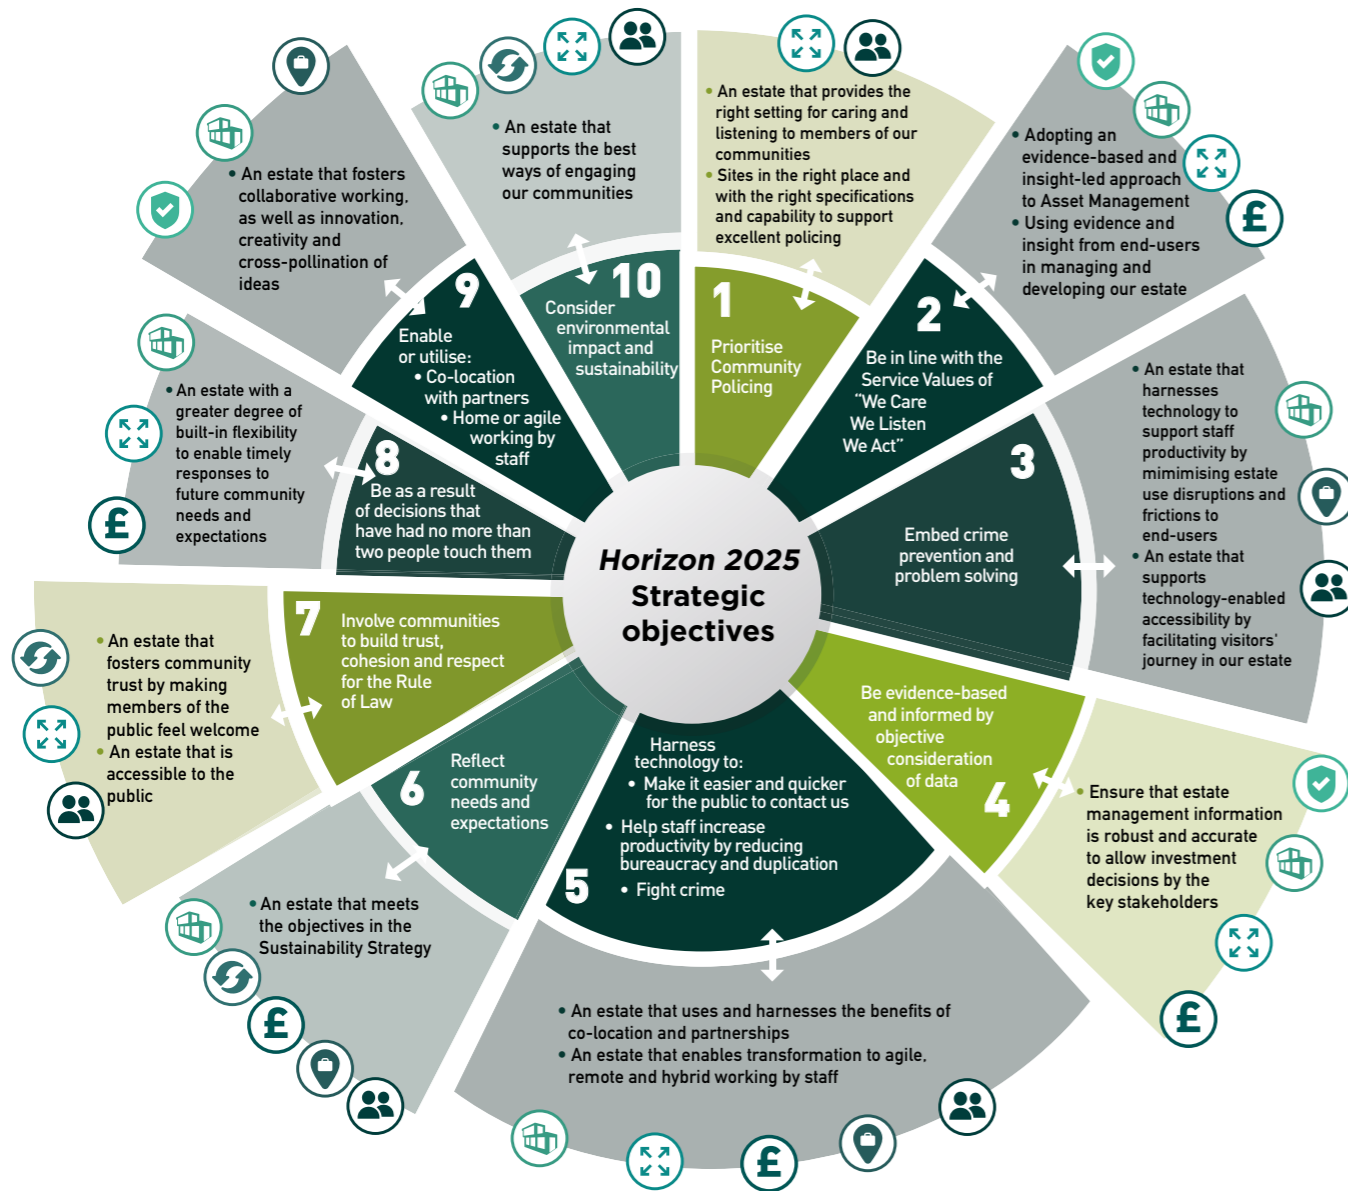 Horizon 2025
Strategic
objectives
1
Prioritise
Community
Policing
• An estate that provides the
right setting for caring and
listening to members of our
communities
• Sites in the right place and
with the right specifications
and capability to support
excellent policing
2
Be in line with the
Service Values of
“We Care
We Listen
We Act”
• Adopting an
evidence-based and
insight-led approach
to Asset Management
• Using evidence and
insight from end-users
in managing and
developing our estate
£
3
Embed crime
prevention and
problem solving
• An estate that
harnesses
technology to
support staff
productivity by
mimimising estate
use disruptions and
frictions to
end-users
• An estate that
supports
technology-enabled
accessibility by
facilitating visitors'
journey in our estate
4
Be evidence-based
and informed by
objective
consideration
of data
• Ensure that estate
management information
is robust and accurate
to allow investment
decisions by the
key stakeholders
£
5
Harness
technology to:
• Make it easier and quicker
for the public to contact us
• Help staff increase
productivity by reducing
bureaucracy and duplication
• Fight crime
• An estate that uses and harnesses the benefits of
co-location and partnerships
• An estate that enables transformation to agile,
remote and hybrid working by staff
£
6
Reflect
community
needs and
expectations
• An estate that meets
the objectives in the
Sustainability Strategy
£
7
Involve communities
to build trust,
cohesion and respect
for the Rule
of Law
• An estate that
fosters community
trust by making
members of the
public feel welcome
• An estate that is
accessible to the
public
8
Be as a result
of decisions that
have had no more than
two people touch them
• An estate with a
greater degree of
built-in flexibility
to enable timely
responses to
future community
needs and
expectations
£
9
Enable
or utilise:
• Co-location
with partners
• Home or agile
working by
staff
• An estate that fosters
collaborative working,
as well as innovation,
creativity and
cross-pollination of
ideas
10
Consider
environmental
impact and
sustainability
• An estate that
supports the best
ways of engaging
our communities